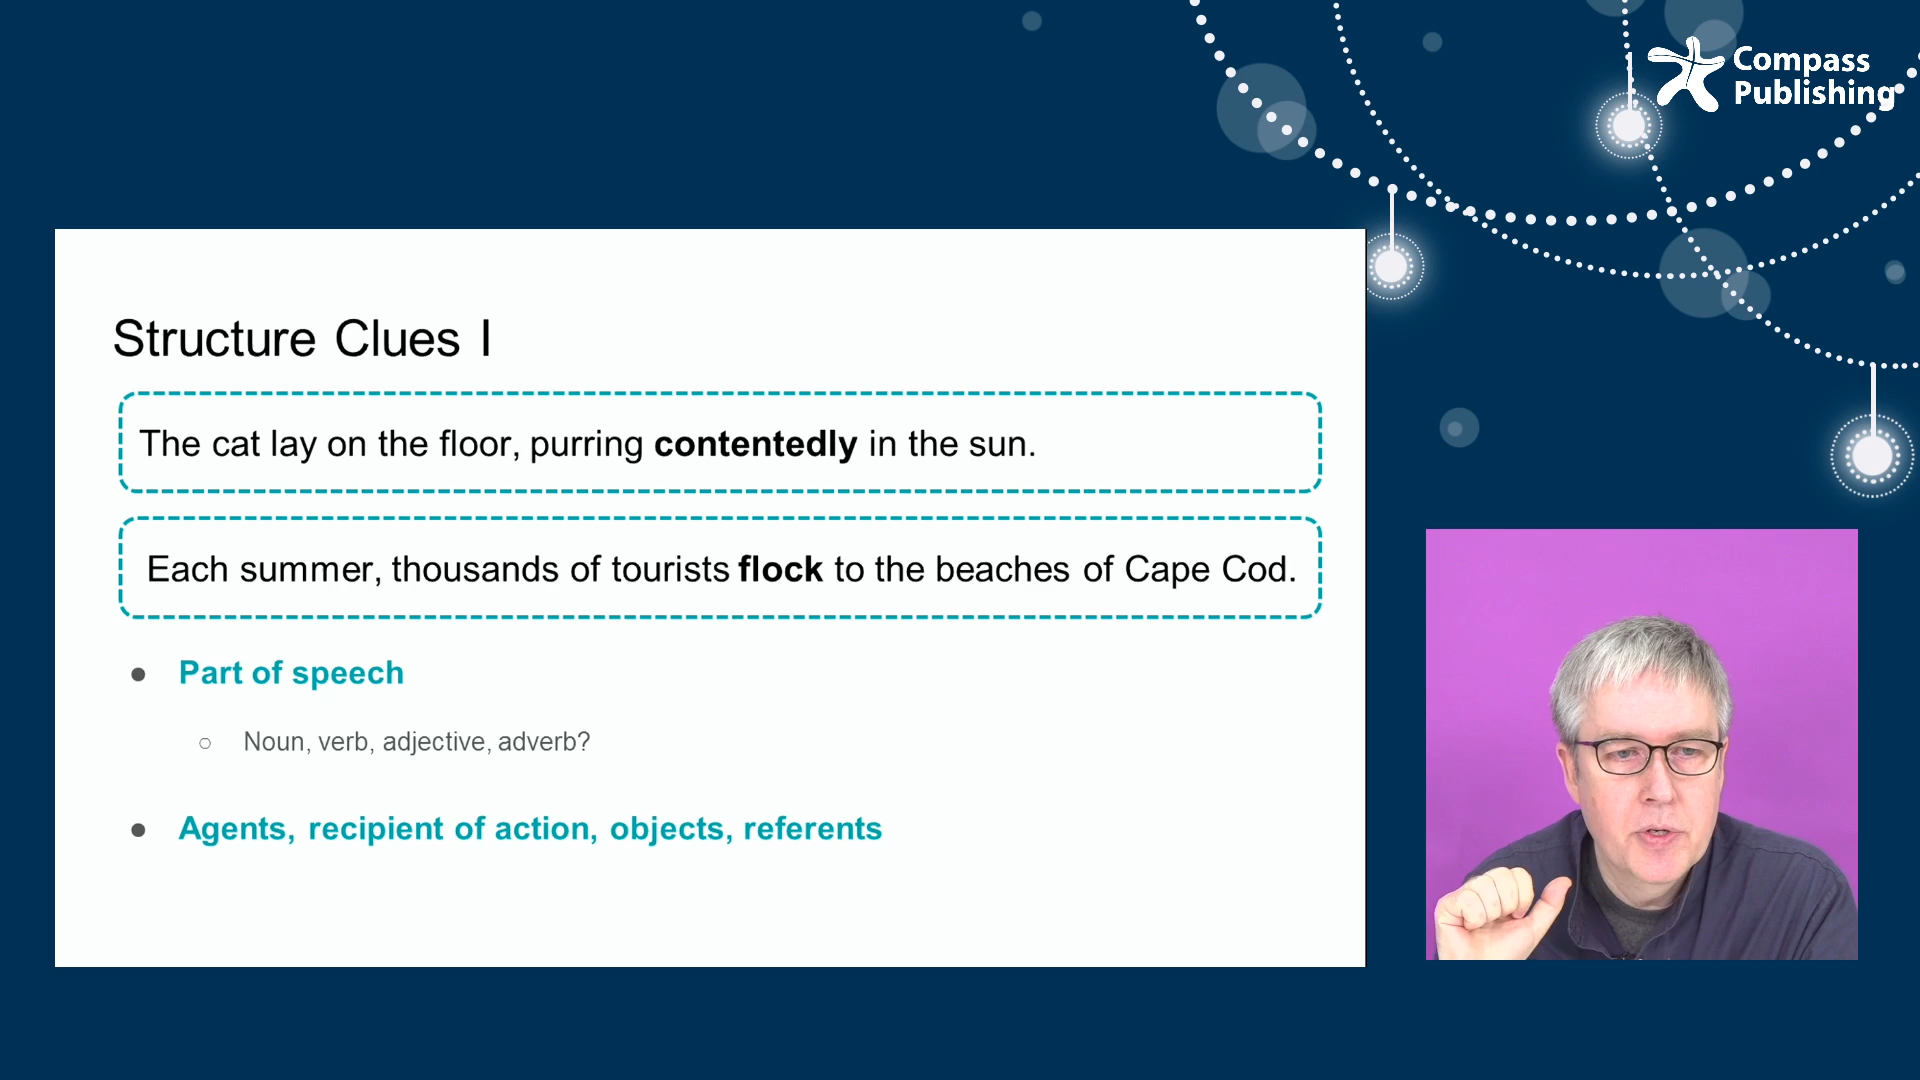 Compass
Publishing
Structure Clues I
The cat lay on the floor, purring contentedly in the sun.
Each summer, thousands of tourists flock to the beaches of Cape Cod.
● Part of speech
○ Noun, verb, adjective, adverb?
● Agents, recipient of action, objects, referents